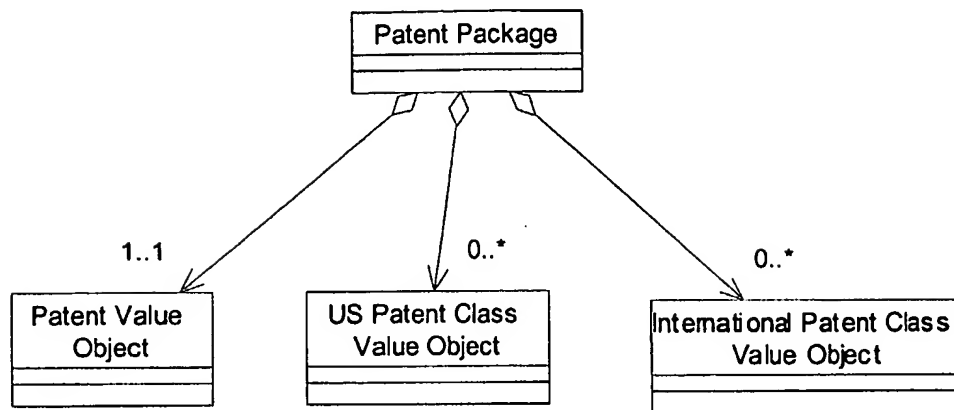 Patent Package
1..1
0..*
0..*
Patent Value
Object
US Patent Class
Value Object
International Patent Class
Value Object